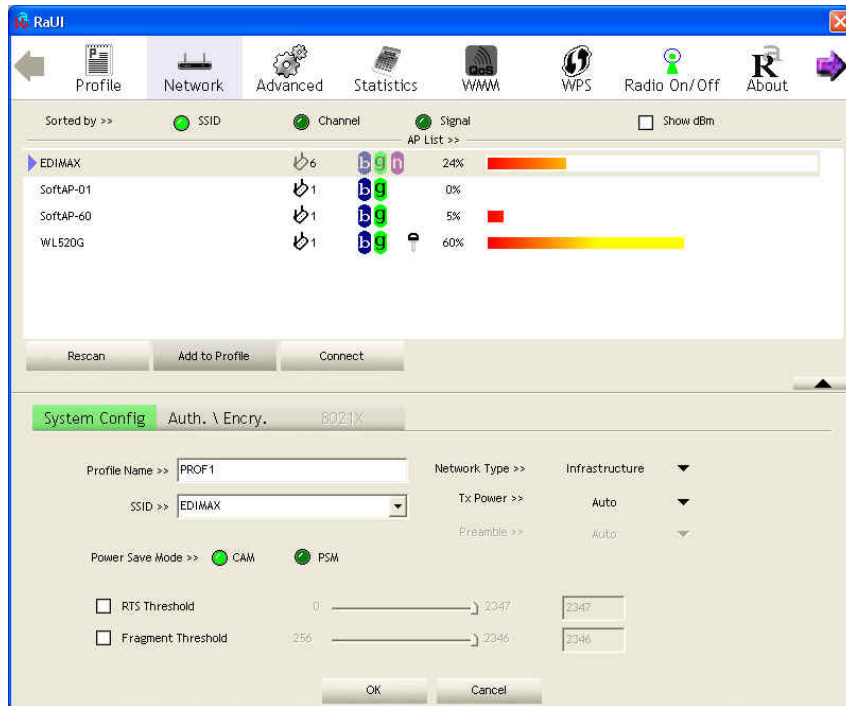 RaUI
Profile Network Advanced Statistics QoS WMM WPS Radio On/Off About
Sorted by >> SSID Channel Signal Show dBm
AP List >>
EDIMAX 6 b g n 24%
SoftAP-01 1 b g 0%
SoftAP-60 1 b g 5%
WL520G 1 b g 60%
Rescan Add to Profile Connect
System Config Auth. \ Encry. 8021X
Profile Name >> PROF1 Network Type >> Infrastructure
SSID >> EDIMAX Tx Power >> Auto
Preamble >> Auto
Power Save Mode >> CAM PSM
RTS Threshold 0 2347 2347
Fragment Threshold 256 2346 2346
OK Cancel